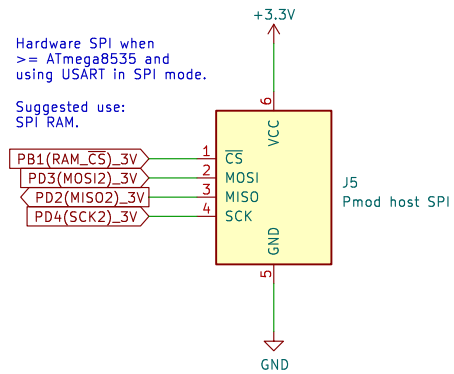 +3.3V
Hardware SPI when
>= ATmega8535 and
using USART in SPI mode.
Suggested use:
SPI RAM.
6
VCC
PB1(RAM_CS)_3V 1 CS
PD3(MOSI2)_3V 2 MOSI
PD2(MISO2)_3V 3 MISO
PD4(SCK2)_3V 4 SCK
J5
Pmod host SPI
GND
5
GND